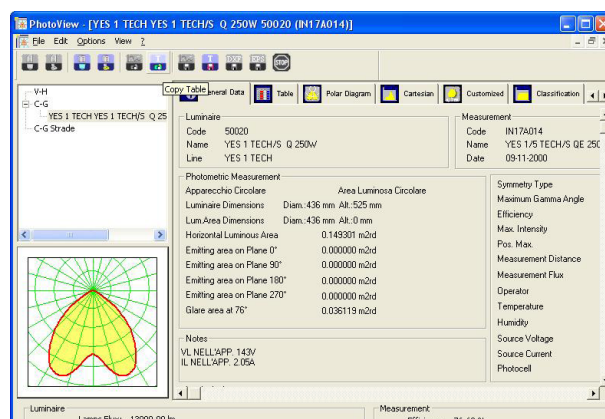 PhotoView - [YES 1 TECH YES 1 TECH/S Q 250W 50020 (IN17A014)]
File Edit Options View ?
Copy Table
General Data Table Polar Diagram Cartesian Customized Classification
V-H
C-G
YES 1 TECH YES 1 TECH/S Q 25
C-G Strade
Luminaire
Code 50020
Name YES 1 TECH/S Q 250W
Line YES 1 TECH
Measurement
Code IN17A014
Name YES 1/5 TECH/S QE 250
Date 09-11-2000
Photometric Measurement
Apparecchio Circolare Area Luminosa Circolare
Luminaire Dimensions Diam.:436 mm Alt.:525 mm
Lum.Area Dimensions Diam.:436 mm Alt.:0 mm
Horizontal Luminous Area 0.149301 m2rd
Emitting area on Plane 0° 0.000000 m2rd
Emitting area on Plane 90° 0.000000 m2rd
Emitting area on Plane 180° 0.000000 m2rd
Emitting area on Plane 270° 0.000000 m2rd
Glare area at 76° 0.036119 m2rd
Symmetry Type
Maximum Gamma Angle
Efficiency
Max. Intensity
Pos. Max.
Measurement Distance
Measurement Flux
Operator
Temperature
Humidity
Source Voltage
Source Current
Photocell
Notes
VL NELL'APP. 143V
IL NELL'APP. 2.05A
Luminaire
Measurement